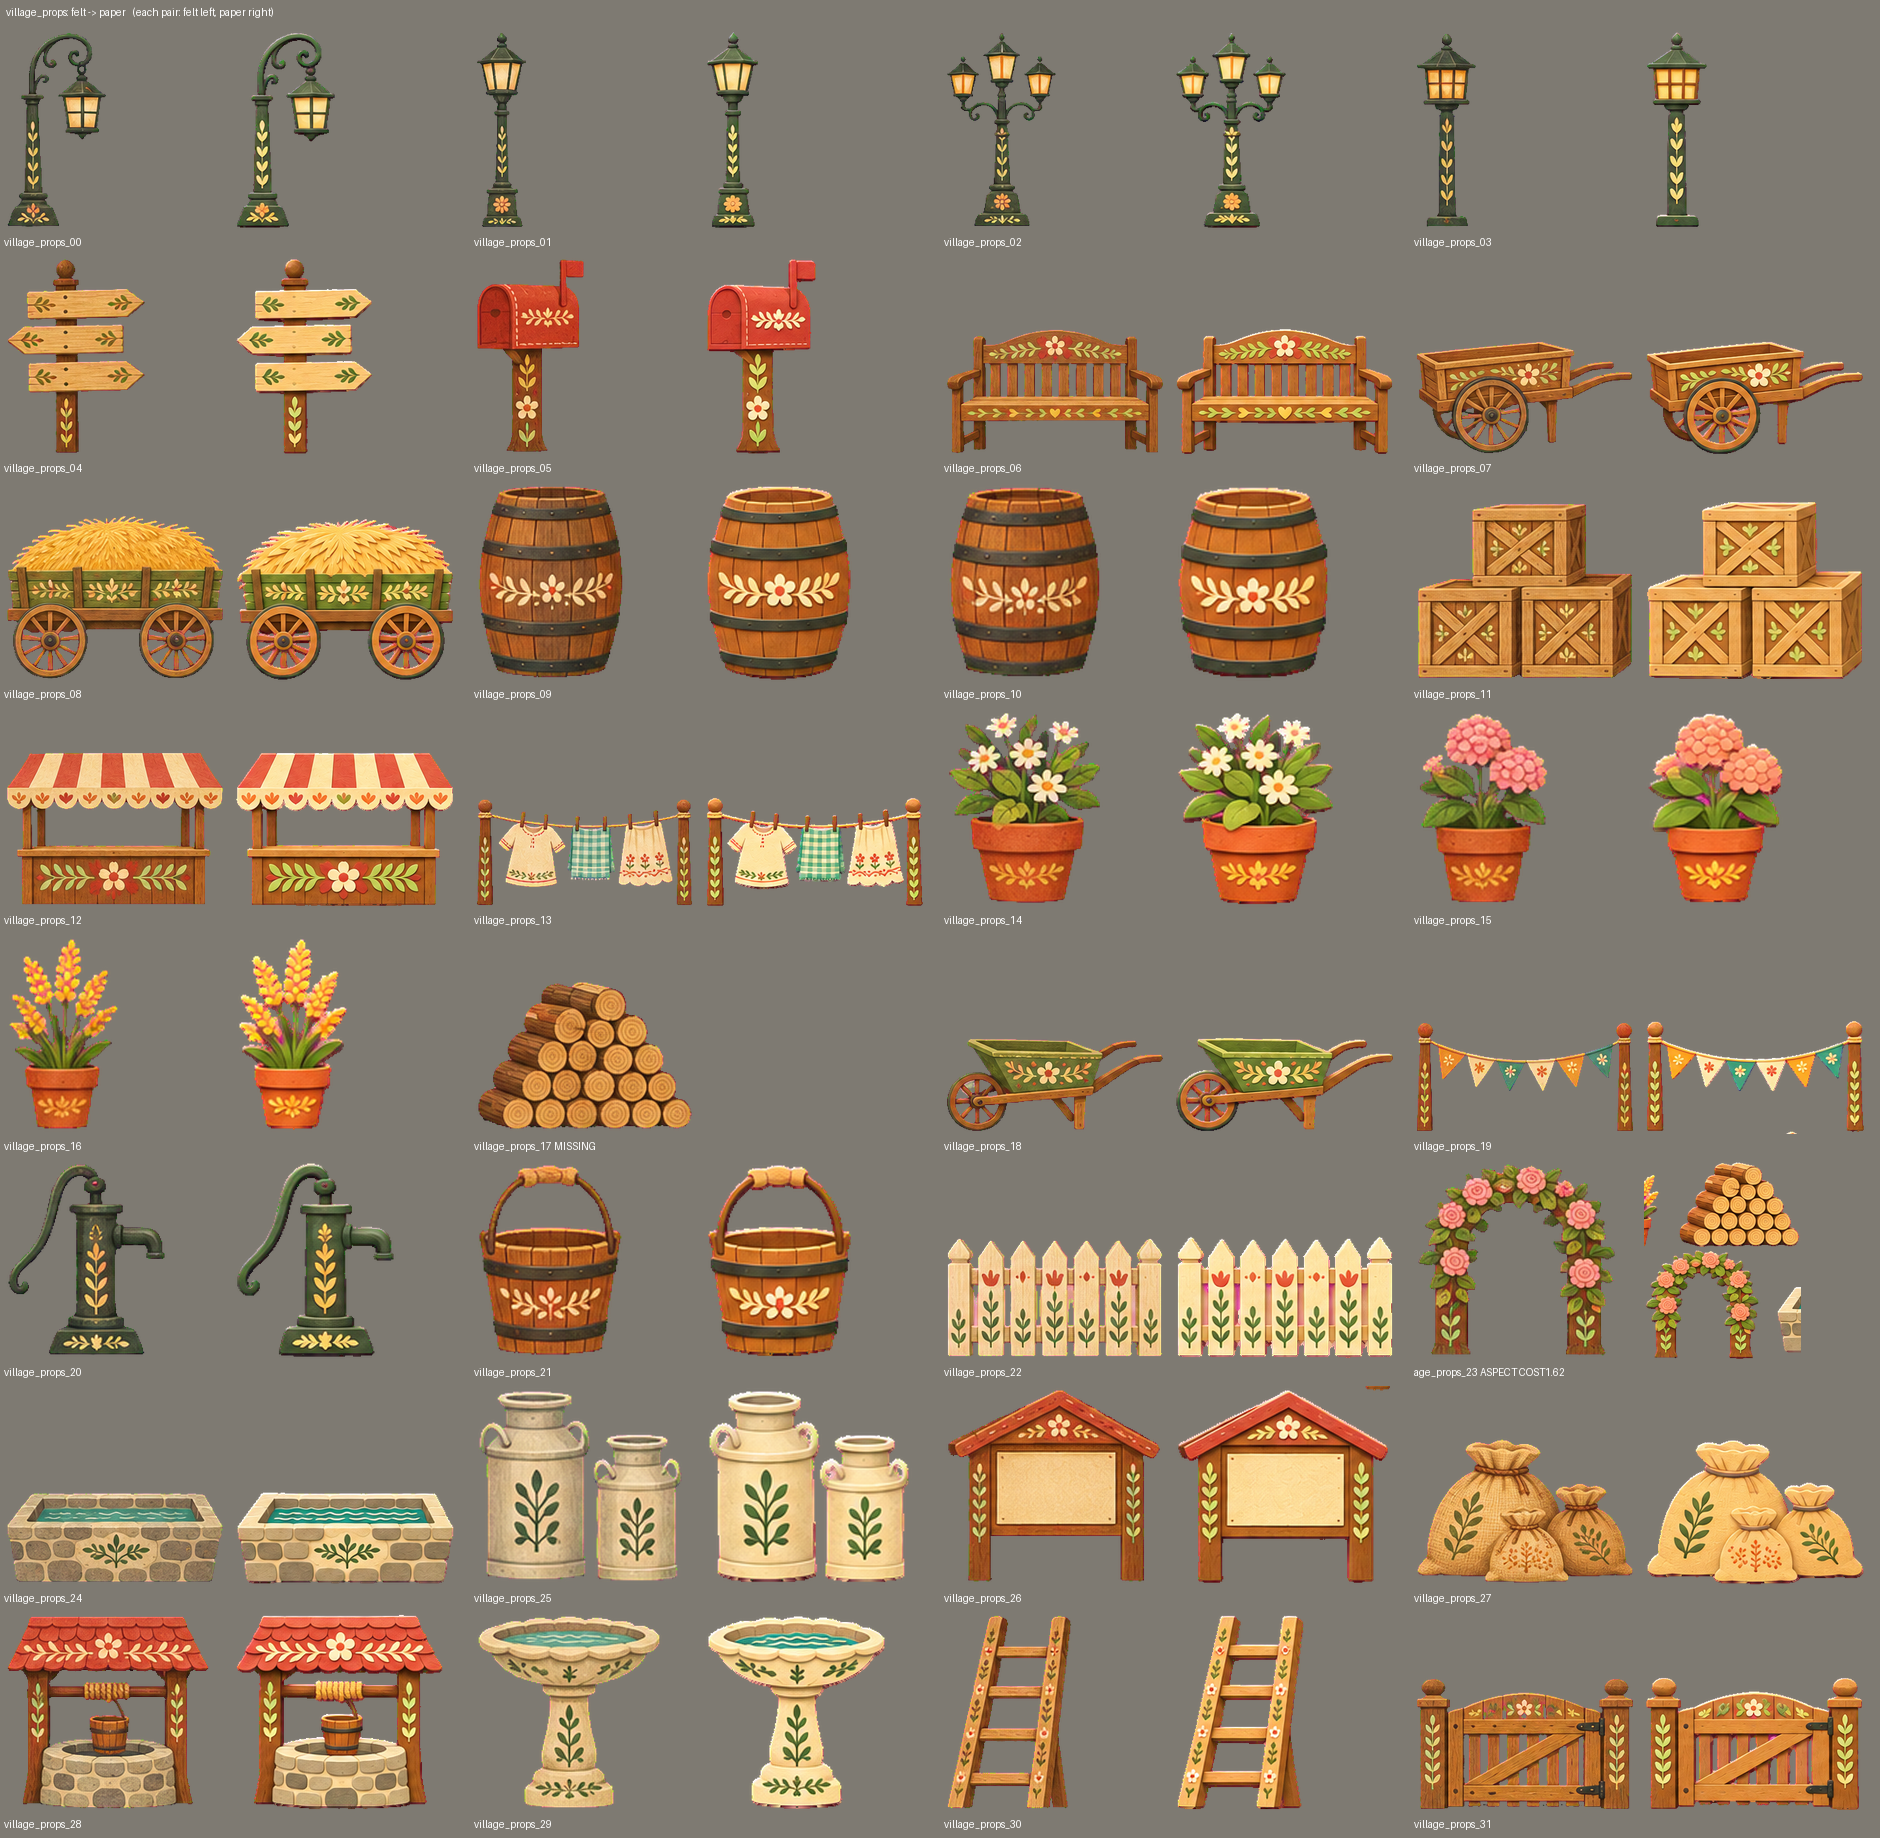 village_props: felt -> paper (each pair: felt left, paper right)
village_props_00
village_props_01
village_props_02
village_props_03
village_props_04
village_props_05
village_props_06
village_props_07
village_props_08
village_props_09
village_props_10
village_props_11
village_props_12
village_props_13
village_props_14
village_props_15
village_props_16
village_props_17 MISSING
village_props_18
village_props_19
village_props_20
village_props_21
village_props_22
age_props_23 ASPECT COST1.62
village_props_24
village_props_25
village_props_26
village_props_27
village_props_28
village_props_29
village_props_30
village_props_31